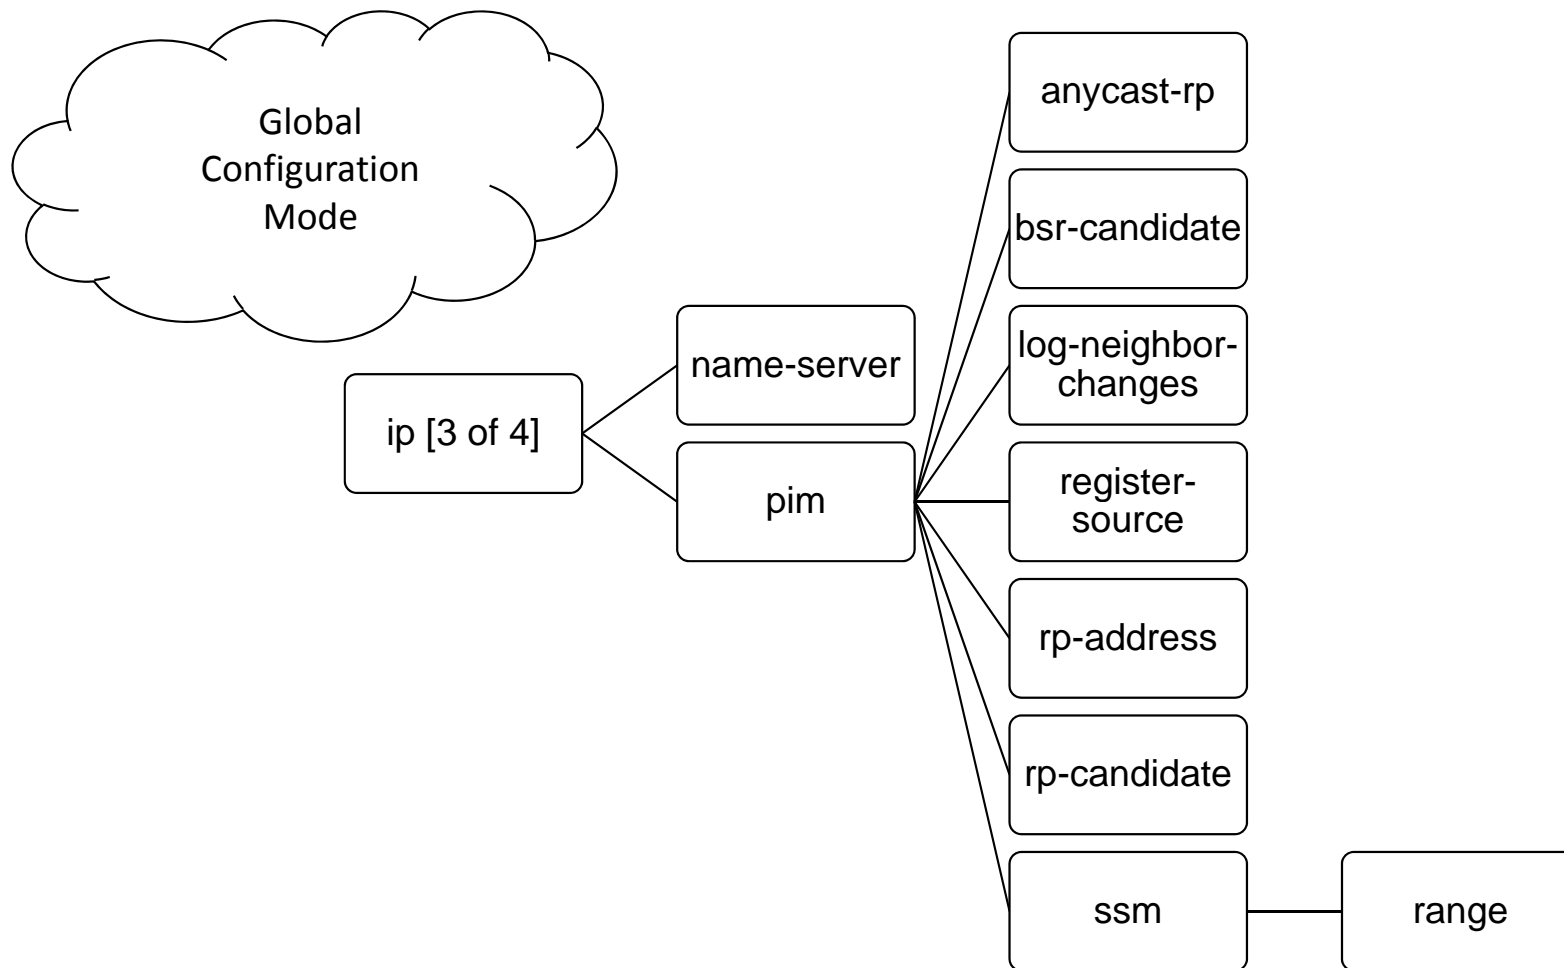 Global
Configuration
Mode
ip [3 of 4]
name-server
pim
anycast-rp
bsr-candidate
log-neighbor-
changes
register-
source
rp-address
rp-candidate
ssm
range